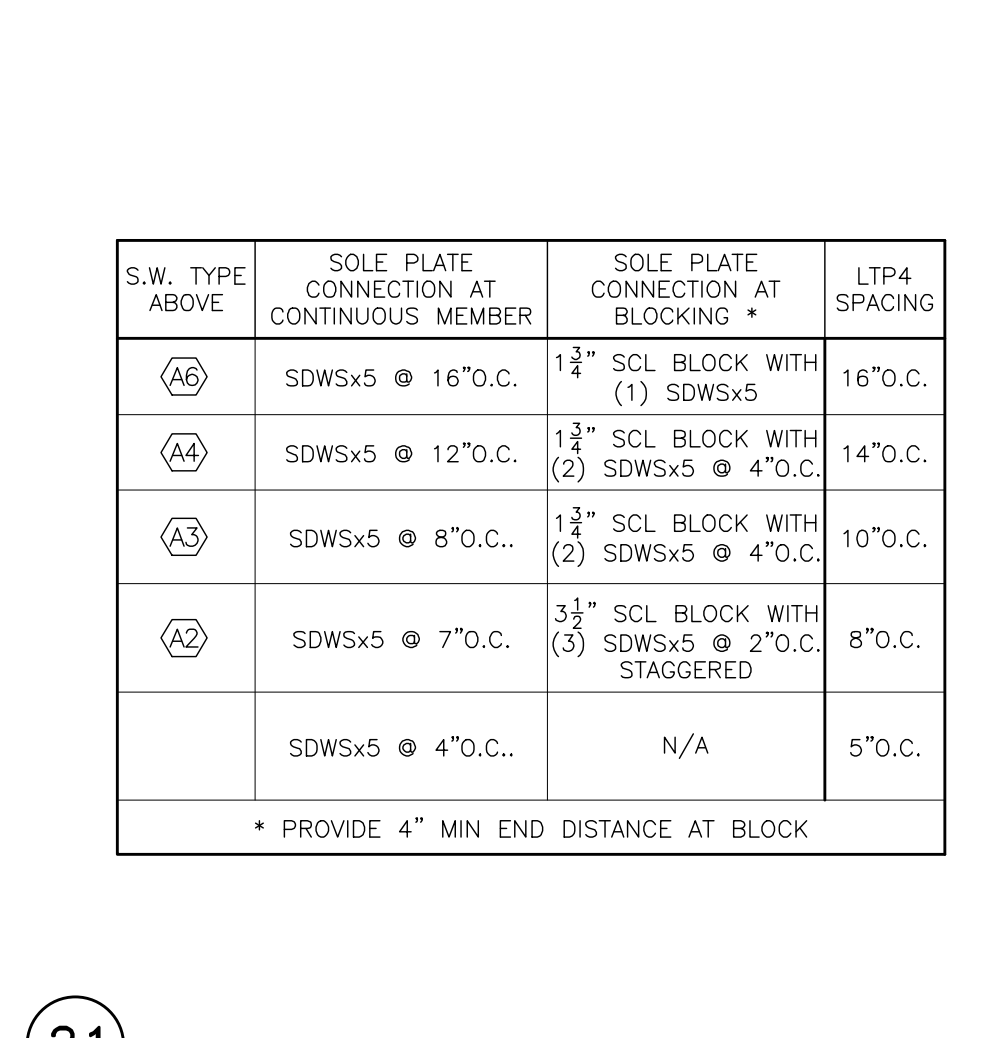 S.W. TYPE
ABOVE
SOLE PLATE
CONNECTION AT
CONTINUOUS MEMBER
SOLE PLATE
CONNECTION AT
BLOCKING *
LTP4
SPACING
A6
SDWSx5 @ 16"O.C.
1 3/4" SCL BLOCK WITH
(1) SDWSx5
16"O.C.
A4
SDWSx5 @ 12"O.C.
1 3/4" SCL BLOCK WITH
(2) SDWSx5 @ 4"O.C.
14"O.C.
A3
SDWSx5 @ 8"O.C..
1 3/4" SCL BLOCK WITH
(2) SDWSx5 @ 4"O.C.
10"O.C.
A2
SDWSx5 @ 7"O.C.
3 1/2" SCL BLOCK WITH
(3) SDWSx5 @ 2"O.C.
STAGGERED
8"O.C.
SDWSx5 @ 4"O.C..
N/A
5"O.C.
* PROVIDE 4" MIN END DISTANCE AT BLOCK